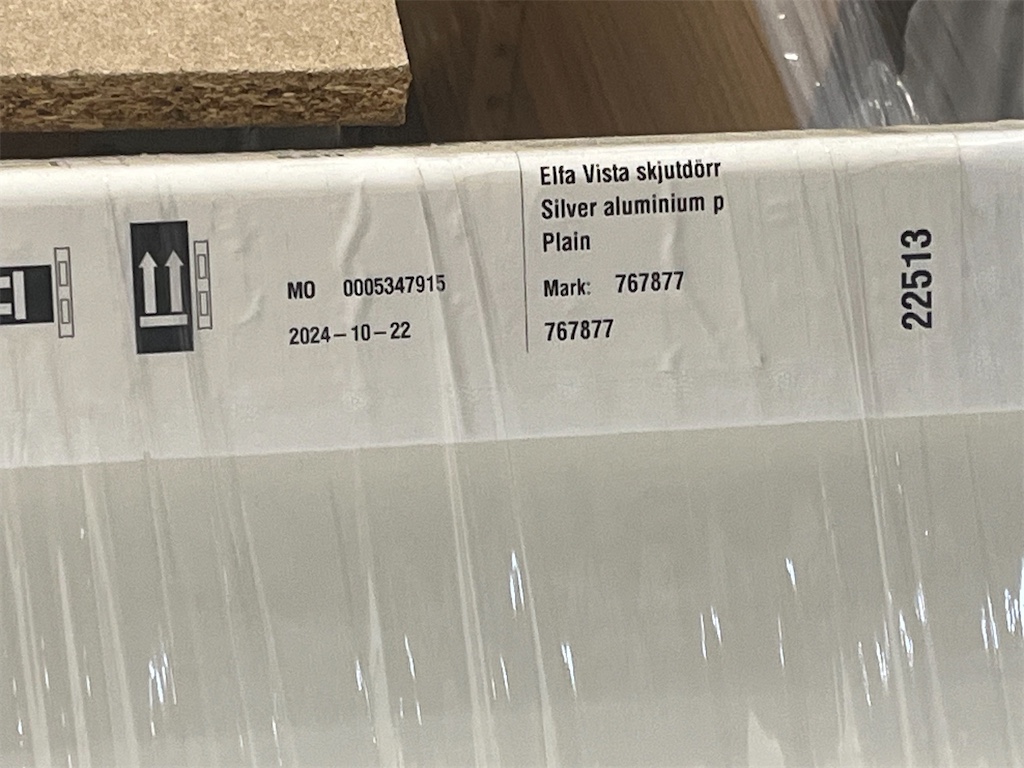 MO 0005347915
2024-10-22
Elfa Vista skjutdörr
Silver aluminium p
Plain
Mark: 767877
767877
22513